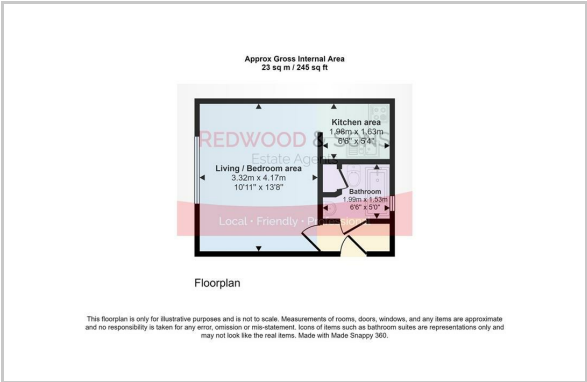 Approx Gross Internal Area
23 sq m / 245 sq ft
Kitchen area
1.98m x 1.63m
6'6" x 5'4"
REDWOOD &
Estate Agents
Living / Bedroom area
3.32m x 4.17m
10'11" x 13'8"
Bathroom
1.99m x 1.53m
6'6" x 5'0"
Local • Friendly •
Floorplan
This floorplan is only for illustrative purposes and is not to scale. Measurements of rooms, doors, windows, and any items are approximate
and no responsibility is taken for any error, omission or mis-statement. Icons of items such as bathroom suites are representations only and
may not look like the real items. Made with Made Snappy 360.